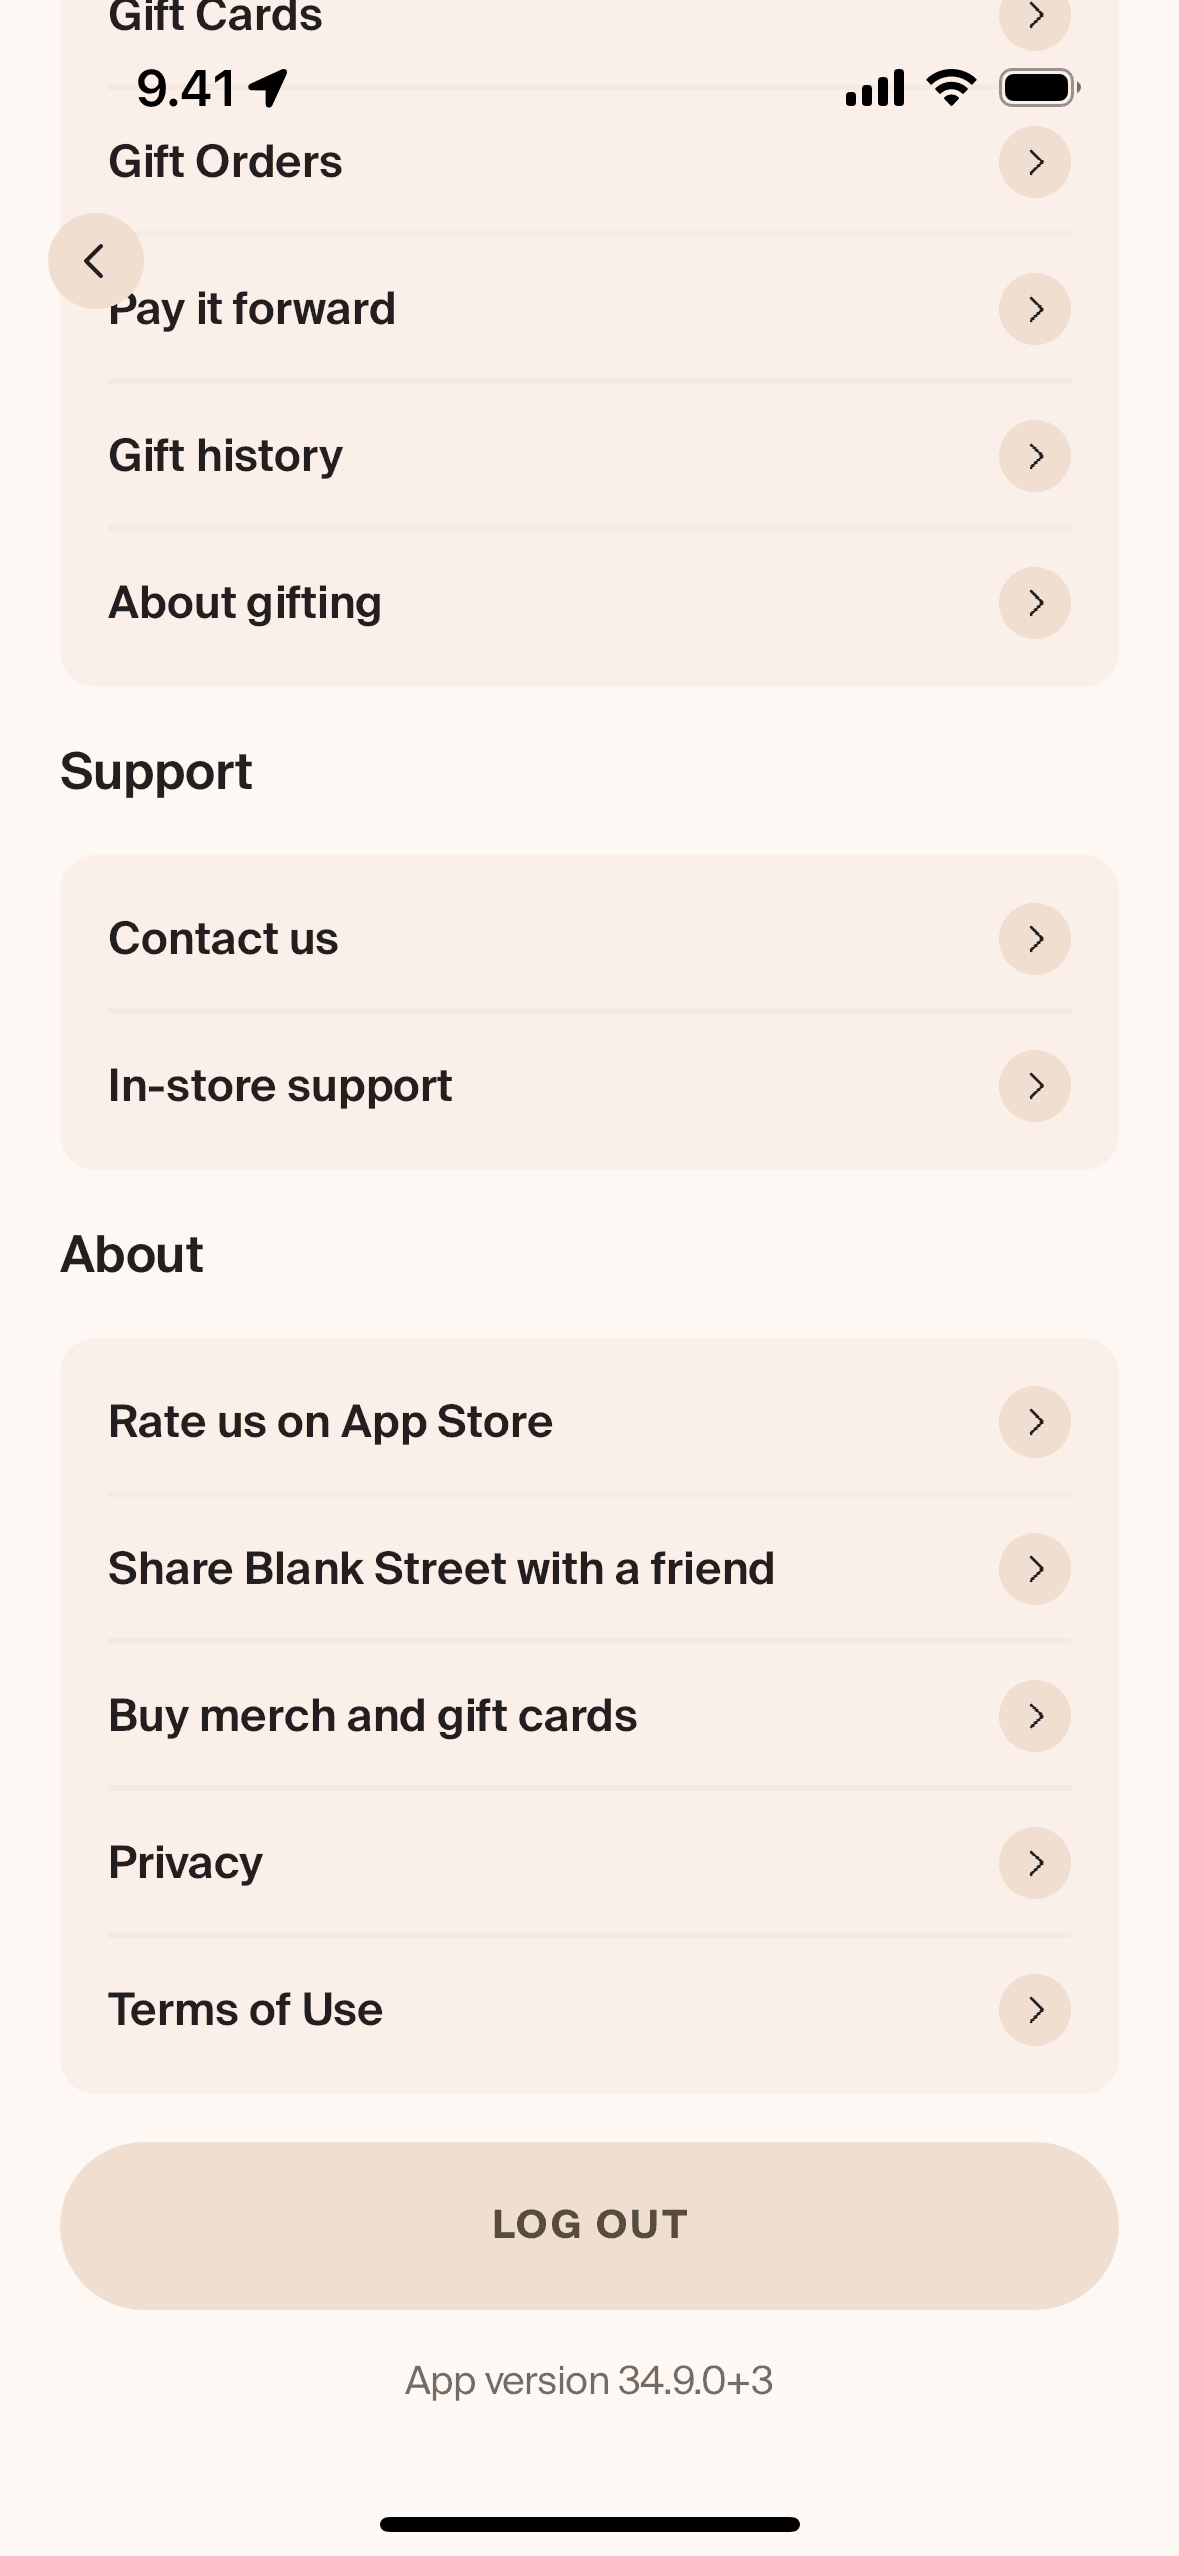 Gift Cards
9.41
Gift Orders
Pay it forward
Gift history
About gifting
Support
Contact us
In-store support
About
Rate us on App Store
Share Blank Street with a friend
Buy merch and gift cards
Privacy
Terms of Use
LOG OUT
App version 34.9.0+3